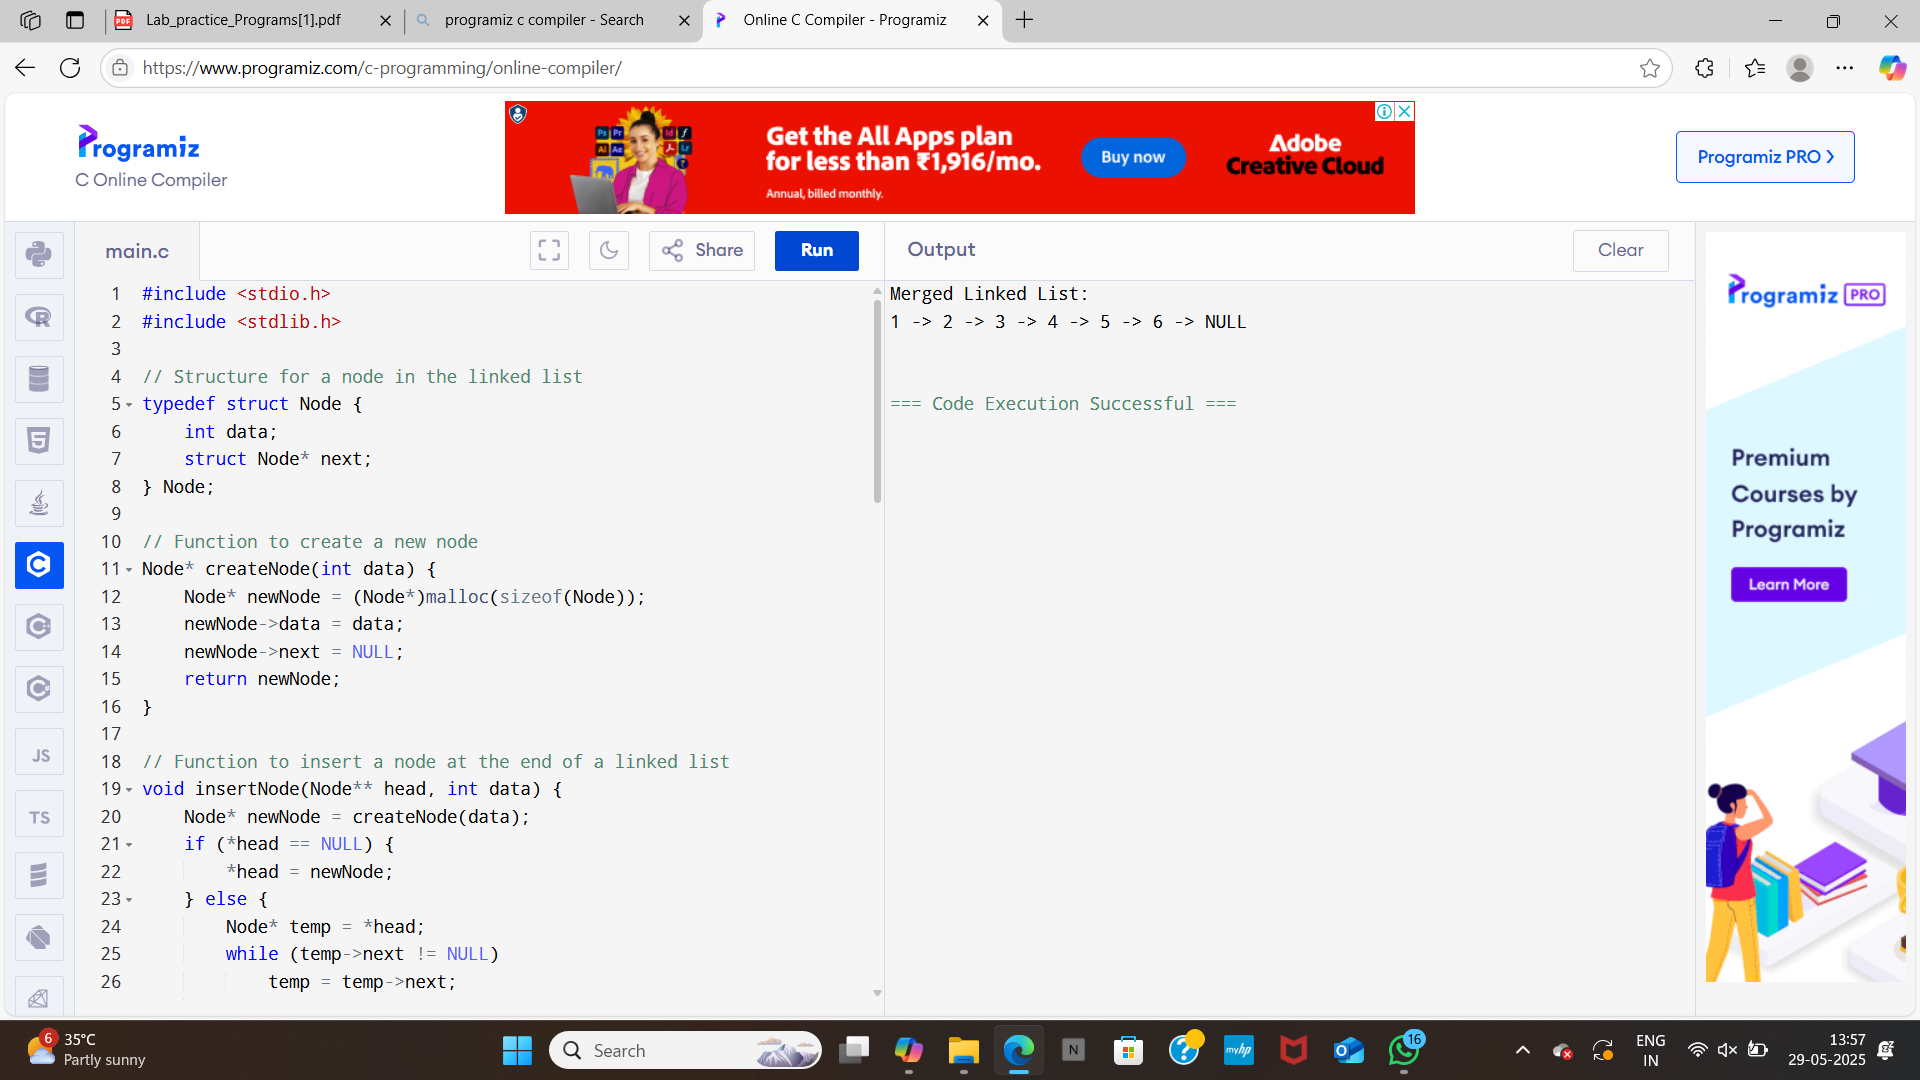 Lab_practice_Programs[1].pdf
programiz c compiler - Search
Online C Compiler - Programiz
https://www.programiz.com/c-programming/online-compiler/
Programiz
C Online Compiler
Ps Pr Id
Ai Ae Lr
Get the All Apps plan
for less than ₹1,916/mo.
Annual, billed monthly.
Buy now
Adobe
Creative Cloud
Programiz PRO
main.c
Share
Run
Output
Clear
1 #include <stdio.h>
2 #include <stdlib.h>
3
4 // Structure for a node in the linked list
5 typedef struct Node {
6 int data;
7 struct Node* next;
8 } Node;
9
10 // Function to create a new node
11 Node* createNode(int data) {
12 Node* newNode = (Node*)malloc(sizeof(Node));
13 newNode->data = data;
14 newNode->next = NULL;
15 return newNode;
16 }
17
18 // Function to insert a node at the end of a linked list
19 void insertNode(Node** head, int data) {
20 Node* newNode = createNode(data);
21 if (*head == NULL) {
22 *head = newNode;
23 } else {
24 Node* temp = *head;
25 while (temp->next != NULL)
26 temp = temp->next;
Merged Linked List:
1 -> 2 -> 3 -> 4 -> 5 -> 6 -> NULL
=== Code Execution Successful ===
JS
TS
Programiz PRO
Premium
Courses by
Programiz
Learn More
6
35°C
Partly sunny
Search
N
myhp
16
ENG
IN
13:57
29-05-2025